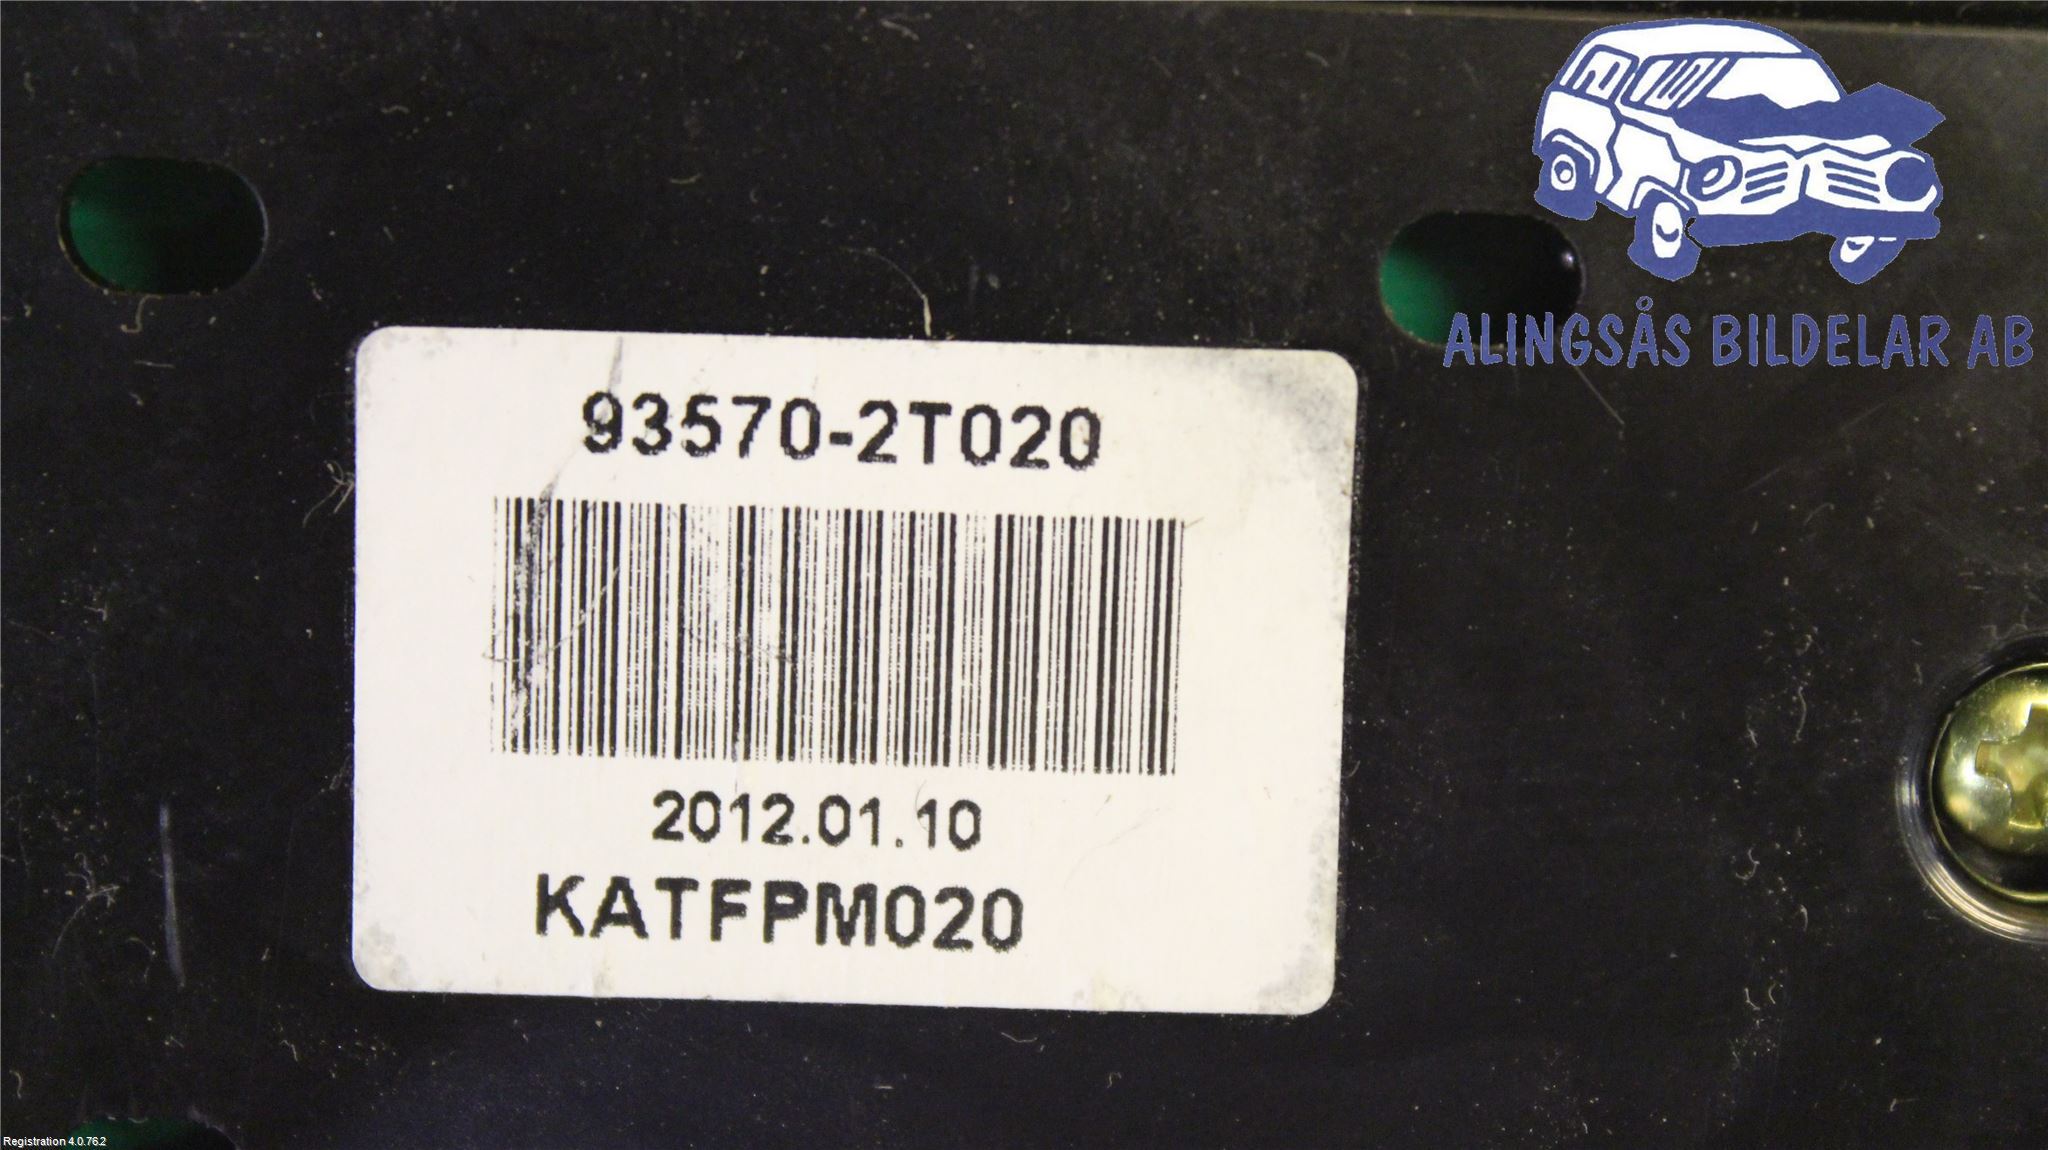 ALINGSÅS BILDELAR AB
93570-2T020
2012.01.10
KATFPM020
Registration 4.0.76.2